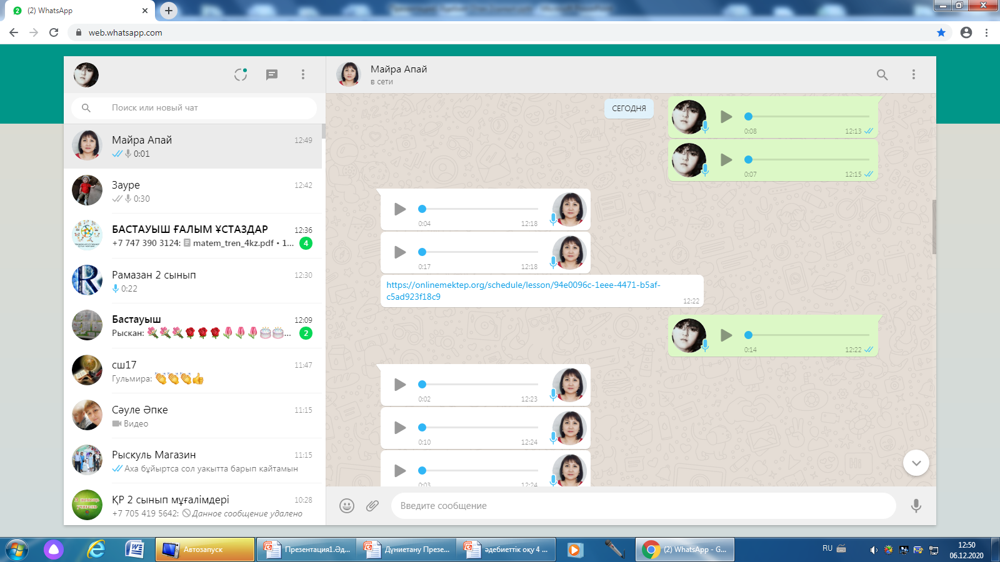 (2) WhatsApp
web.whatsapp.com
Майра Апай
в сети
Поиск или новый чат
Майра Апай 12:49
0:01
Зауре 12:42
0:30
БАСТАУЫШ ҒАЛЫМ ҰСТАЗДАР 12:36
+7 747 390 3124: matem_tren_4kz.pdf • 1... 4
Рамазан 2 сынып 12:30
0:22
Бастауыш 12:09
Рыскан: 💐💐💐🌹🌹🌹🌷🌷🌷🎂🎂... 2
сш17 11:47
Гульмира: 👏👏👏👍
Сәуле Әпке 11:15
Видео
Рыскуль Магазин 11:15
Аха бұйыртса сол уакытта барып кайтамын
ҚР 2 сынып мұғалімдері 10:28
+7 705 419 5642: Данное сообщение удалено
СЕГОДНЯ
0:08 12:13
0:07 12:15
0:04 12:18
0:17 12:18
https://onlinemektep.org/schedule/lesson/94e0096c-1eee-4471-b5af-
c5ad923f18c9
12:22
0:14 12:22
0:02 12:23
0:10 12:24
0:03 12:24
Введите сообщение
Автозапуск
Презентация1.Әд...
Дүниетану Презе...
әдебиеттік оқу 4 ...
(2) WhatsApp - G...
RU
12:50
06.12.2020